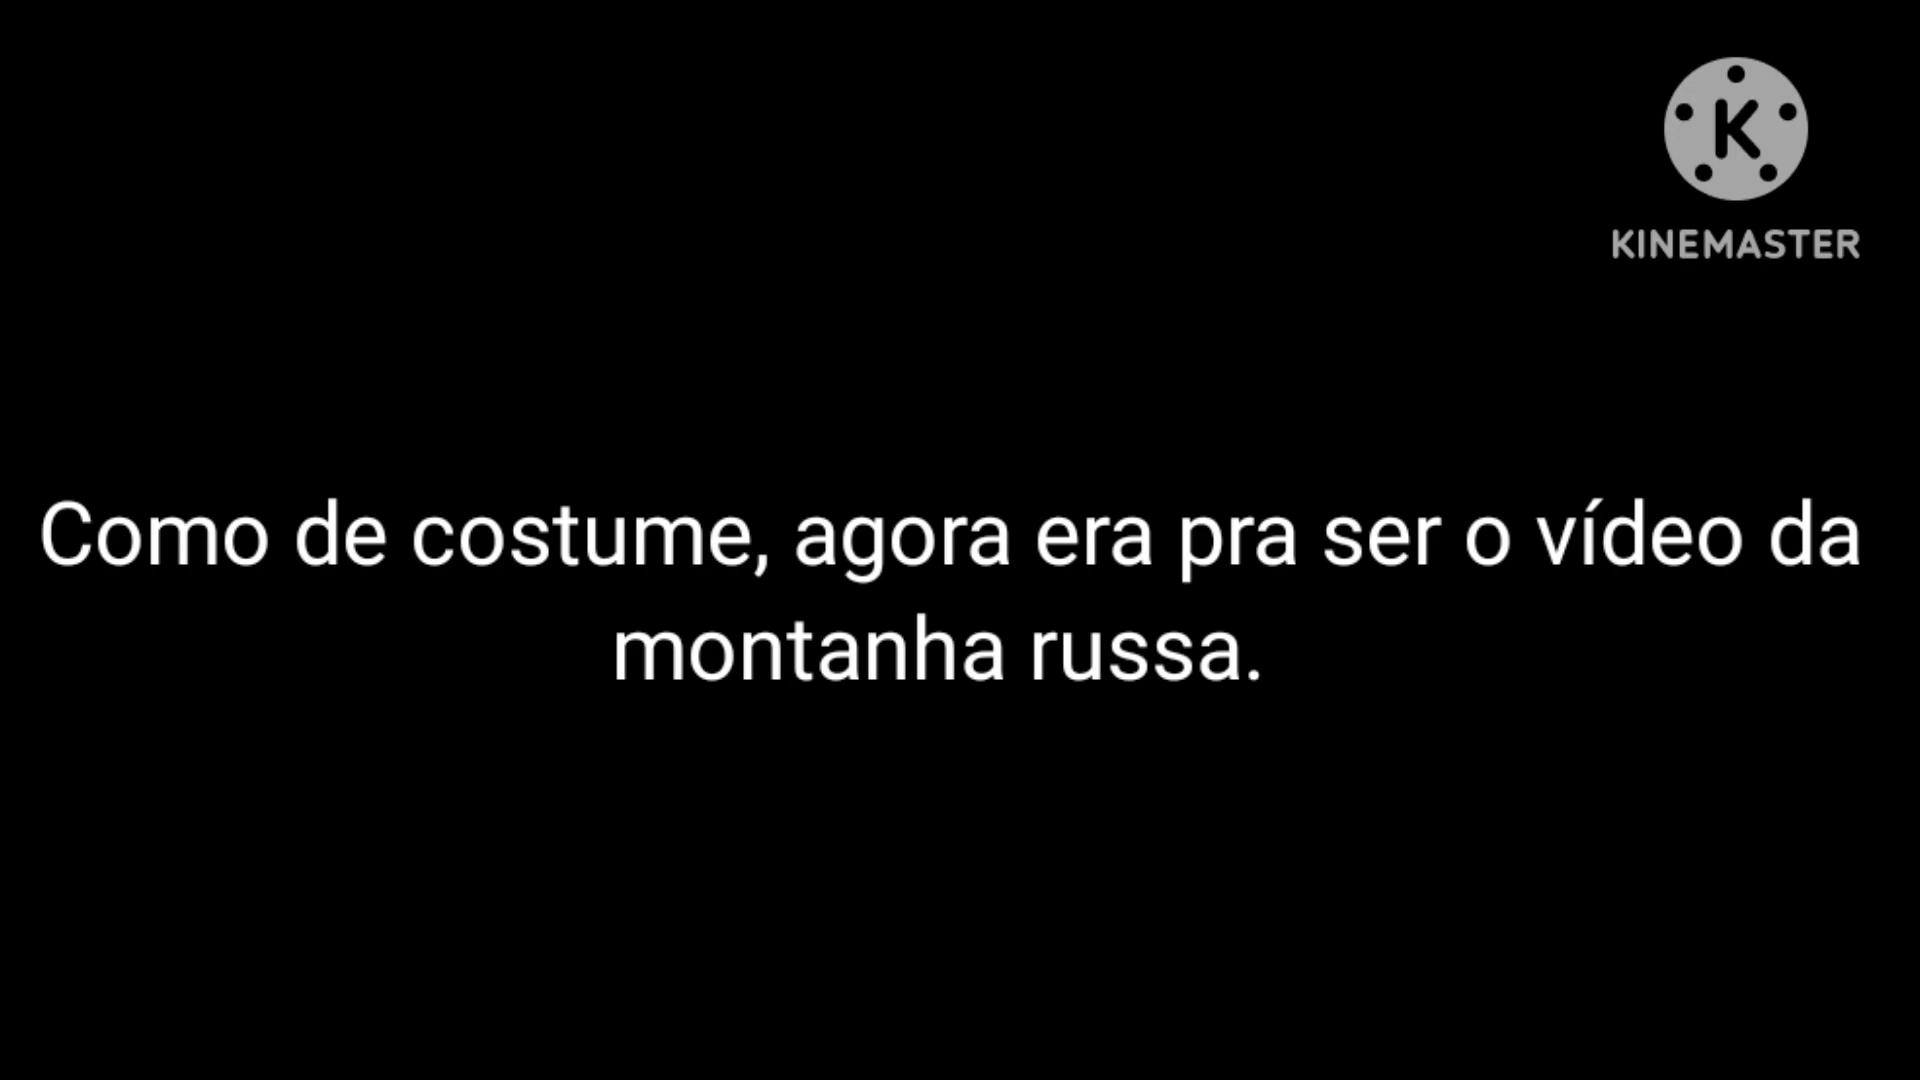 KINEMASTER
Como de costume, agora era pra ser o vídeo da
montanha russa.